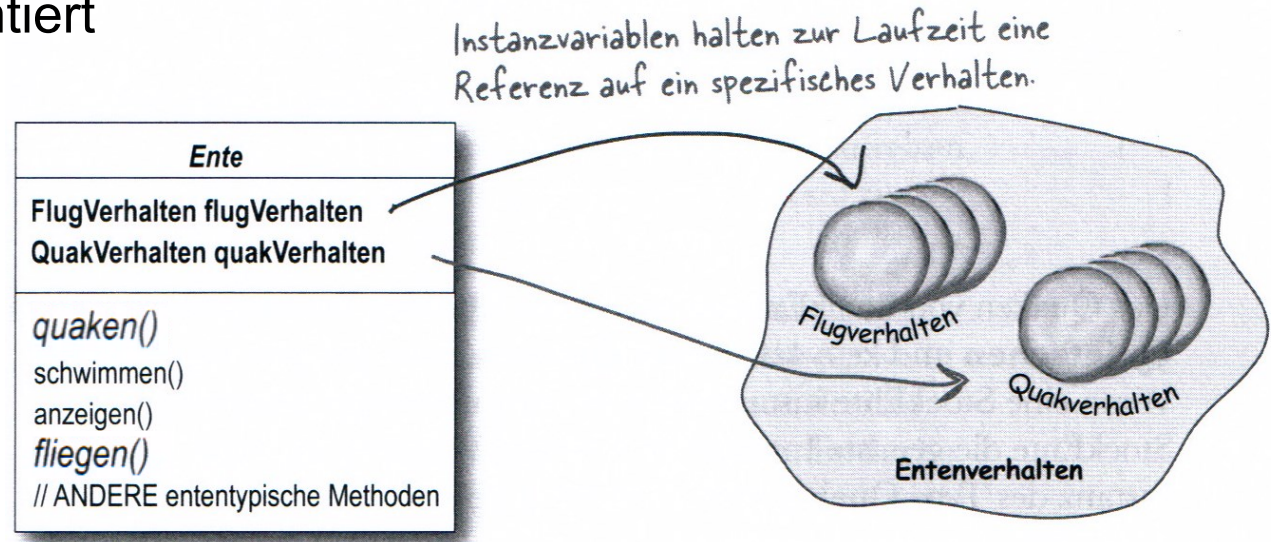 Instanzvariablen halten zur Laufzeit eine
Referenz auf ein spezifisches Verhalten.
Ente
FlugVerhalten flugVerhalten
QuakVerhalten quakVerhalten
quaken()
schwimmen()
anzeigen()
fliegen()
// ANDERE ententypische Methoden
Flugverhalten
Quakverhalten
Entenverhalten